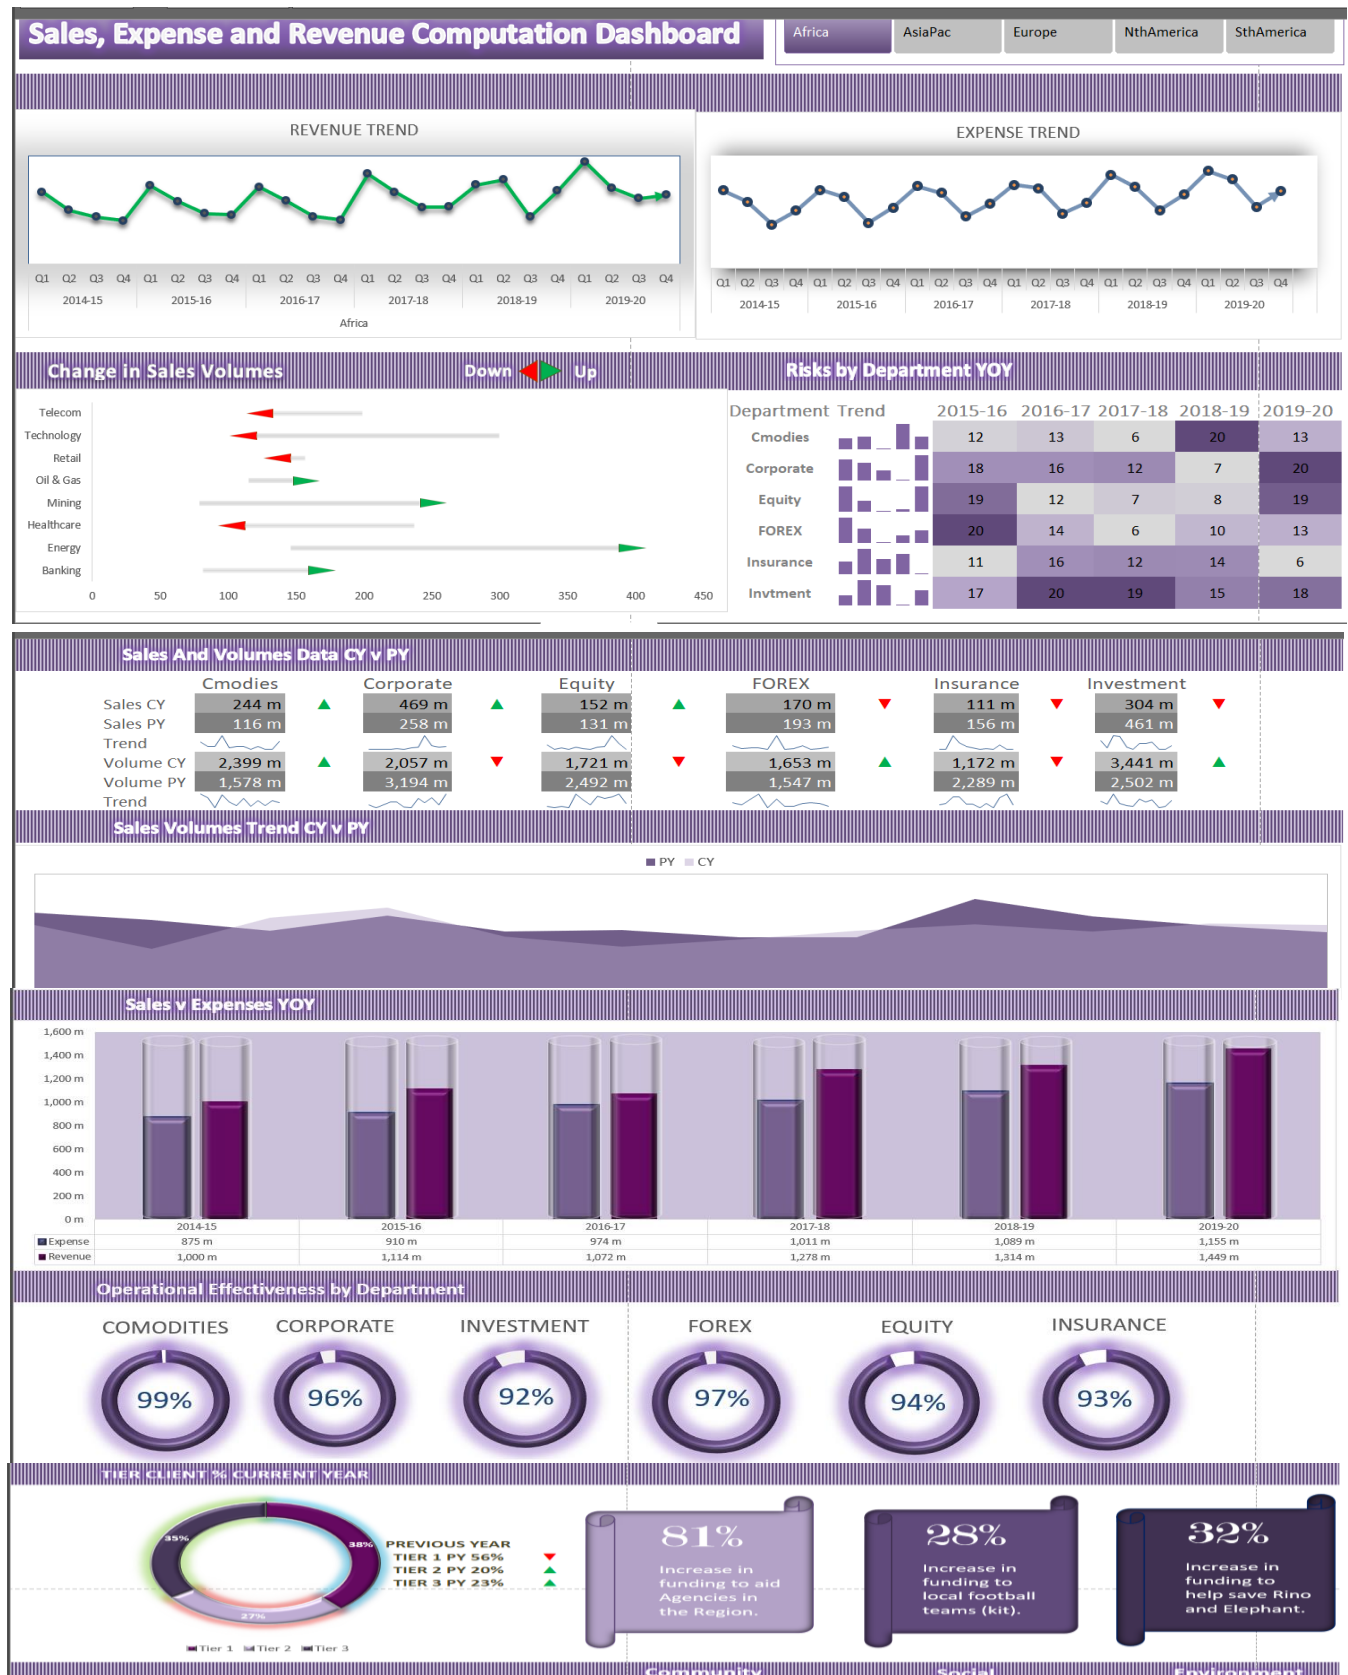 Sales, Expense and Revenue Computation Dashboard
Africa AsiaPac Europe NthAmerica SthAmerica
REVENUE TREND
Q1 Q2 Q3 Q4 Q1 Q2 Q3 Q4 Q1 Q2 Q3 Q4 Q1 Q2 Q3 Q4 Q1 Q2 Q3 Q4 Q1 Q2 Q3 Q4
2014-15 2015-16 2016-17 2017-18 2018-19 2019-20
Africa
EXPENSE TREND
Q1 Q2 Q3 Q4 Q1 Q2 Q3 Q4 Q1 Q2 Q3 Q4 Q1 Q2 Q3 Q4 Q1 Q2 Q3 Q4 Q1 Q2 Q3 Q4
2014-15 2015-16 2016-17 2017-18 2018-19 2019-20
Change in Sales Volumes Down Up
Telecom
Technology
Retail
Oil & Gas
Mining
Healthcare
Energy
Banking
0 50 100 150 200 250 300 350 400 450
Risks by Department YOY
Department Trend 2015-16 2016-17 2017-18 2018-19 2019-20
Cmodies 12 13 6 20 13
Corporate 18 16 12 7 20
Equity 19 12 7 8 19
FOREX 20 14 6 10 13
Insurance 11 16 12 14 6
Invtment 17 20 19 15 18
Sales And Volumes Data CY v PY
Cmodies Corporate Equity FOREX Insurance Investment
Sales CY 244 m 469 m 152 m 170 m 111 m 304 m
Sales PY 116 m 258 m 131 m 193 m 156 m 461 m
Trend
Volume CY 2,399 m 2,057 m 1,721 m 1,653 m 1,172 m 3,441 m
Volume PY 1,578 m 3,194 m 2,492 m 1,547 m 2,289 m 2,502 m
Trend
Sales Volumes Trend CY v PY
PY CY
Sales v Expenses YOY
1,600 m
1,400 m
1,200 m
1,000 m
800 m
600 m
400 m
200 m
0 m
2014-15 2015-16 2016-17 2017-18 2018-19 2019-20
Expense 875 m 910 m 974 m 1,011 m 1,089 m 1,155 m
Revenue 1,000 m 1,114 m 1,072 m 1,278 m 1,314 m 1,449 m
Operational Effectiveness by Department
COMODITIES CORPORATE INVESTMENT FOREX EQUITY INSURANCE
99% 96% 92% 97% 94% 93%
TIER CLIENT % CURRENT YEAR
35% 38% 27%
PREVIOUS YEAR
TIER 1 PY 56%
TIER 2 PY 20%
TIER 3 PY 23%
Tier 1 Tier 2 Tier 3
81%
Increase in
funding to aid
Agencies in
the Region.
28%
Increase in
funding to
local football
teams (kit).
32%
Increase in
funding to
help save Rino
and Elephant.
Community Social Environment